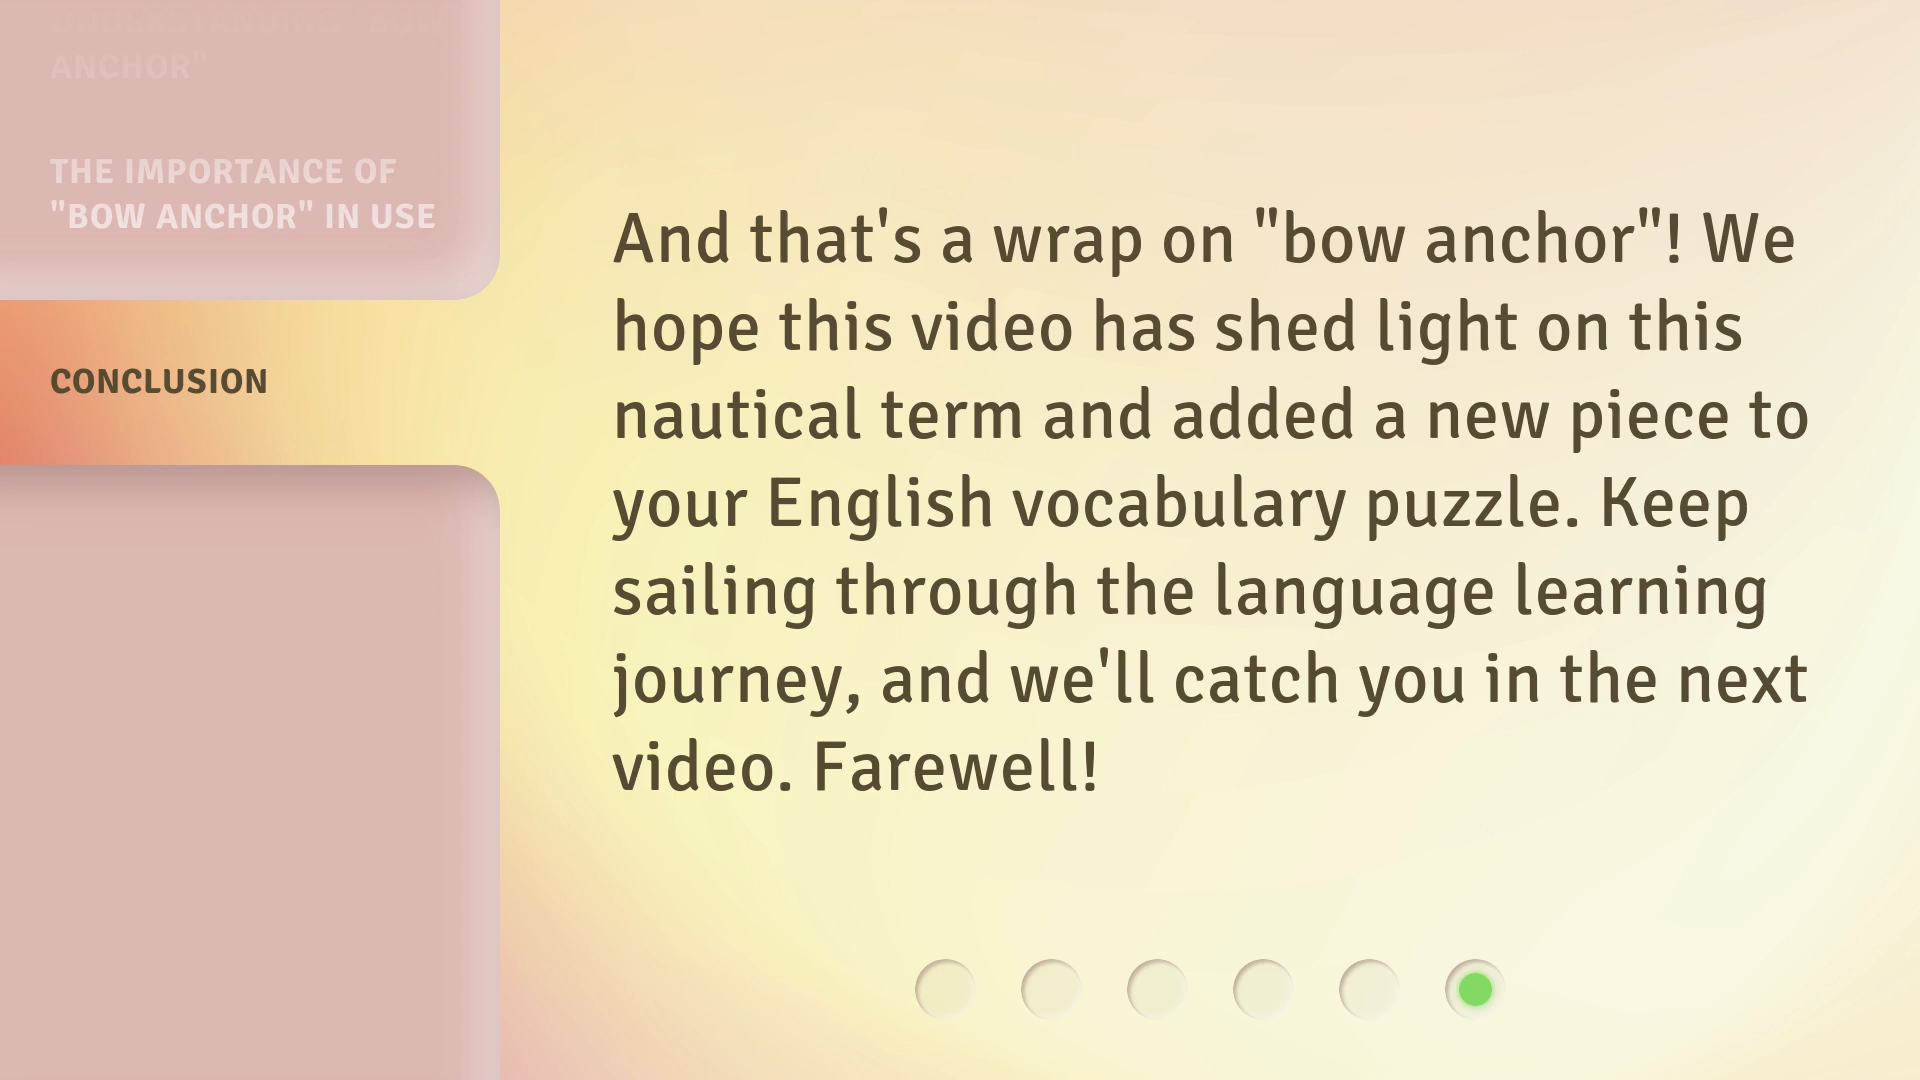 UNDERSTANDING "BOW
ANCHOR"
THE IMPORTANCE OF
"BOW ANCHOR" IN USE
CONCLUSION
And that's a wrap on "bow anchor"! We
hope this video has shed light on this
nautical term and added a new piece to
your English vocabulary puzzle. Keep
sailing through the language learning
journey, and we'll catch you in the next
video. Farewell!